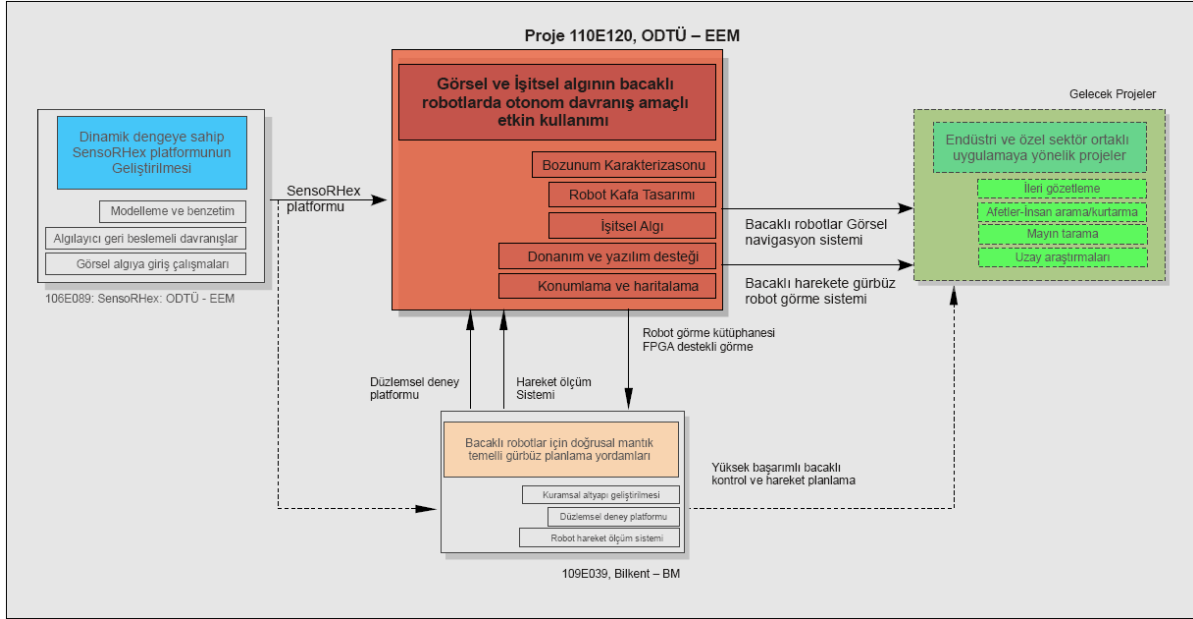 Proje 110E120, ODTÜ – EEM
Görsel ve İşitsel algının bacaklı
robotlarda otonom davranış amaçlı
etkin kullanımı
Bozunum Karakterizasonu
Robot Kafa Tasarımı
İşitsel Algı
Donanım ve yazılım desteği
Konumlama ve haritalama
Dinamik dengeye sahip
SensoRHex platformunun
Geliştirilmesi
Modelleme ve benzetim
Algılayıcı geri beslemeli davranışlar
Görsel algıya giriş çalışmaları
106E089: SensoRHex: ODTÜ - EEM
SensoRHex
platformu
Gelecek Projeler
Endüstri ve özel sektör ortaklı
uygulamaya yönelik projeler
İleri gözetleme
Afetler-İnsan arama/kurtarma
Mayın tarama
Uzay araştırmaları
Bacaklı robotlar Görsel
navigasyon sistemi
Bacaklı harekete gürbüz
robot görme sistemi
Robot görme kütüphanesi
FPGA destekli görme
Düzlemsel deney
platformu
Hareket ölçüm
Sistemi
Bacaklı robotlar için doğrusal mantık
temelli gürbüz planlama yordamları
Kuramsal altyapı geliştirilmesi
Düzlemsel deney platformu
Robot hareket ölçüm sistemi
109E039, Bilkent – BM
Yüksek başarımlı bacaklı
kontrol ve hareket planlama